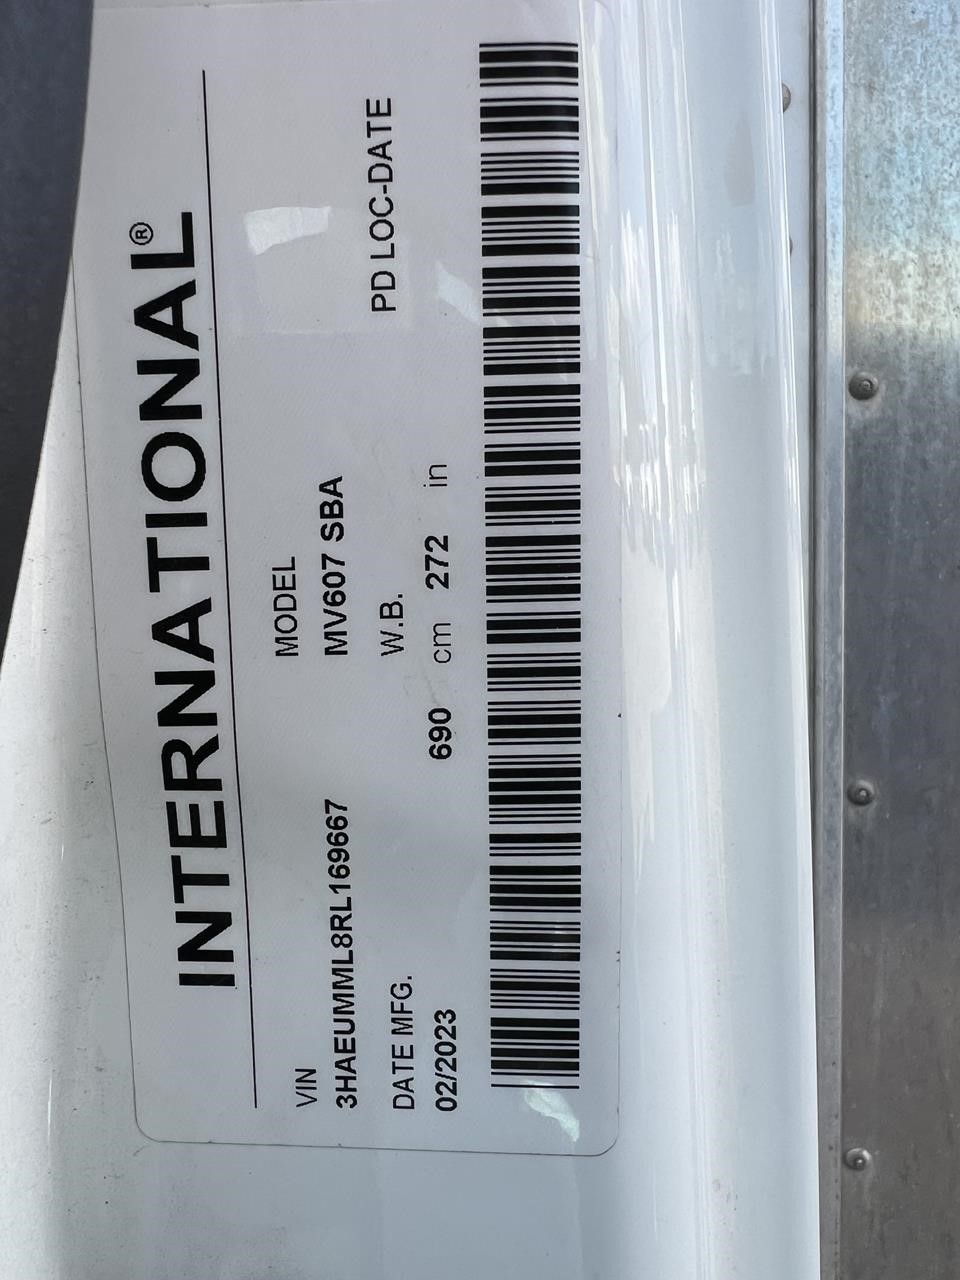 INTERNATIONAL®
VIN MODEL
3HAEUMML8RL169667 MV607 SBA
DATE MFG. W.B. PD LOC-DATE
02/2023 690 cm 272 in